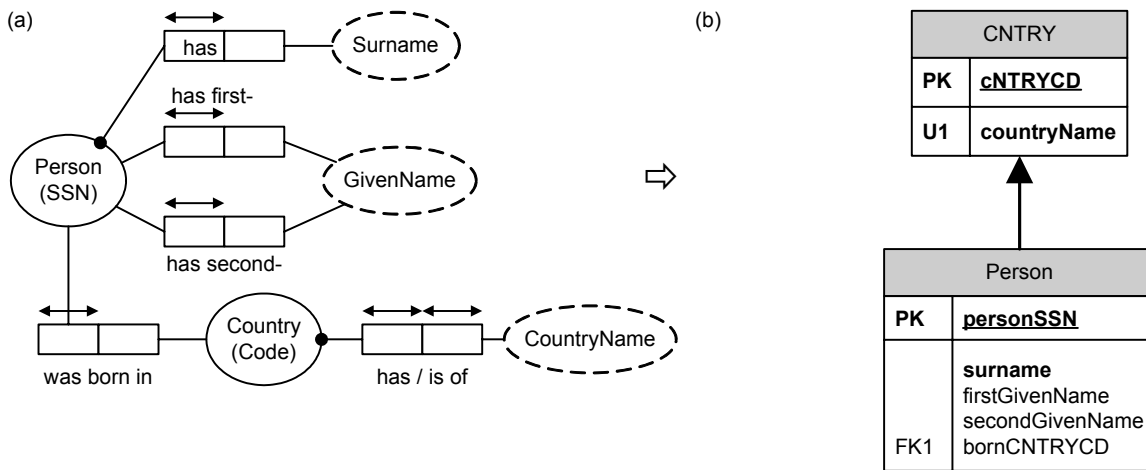 (a)
has
Surname
has first-
Person
(SSN)
GivenName
has second-
Country
(Code)
CountryName
was born in
has / is of
(b)
CNTRY
PK cNTRYCD
U1 countryName
Person
PK personSSN
surname
firstGivenName
secondGivenName
FK1 bornCNTRYCD